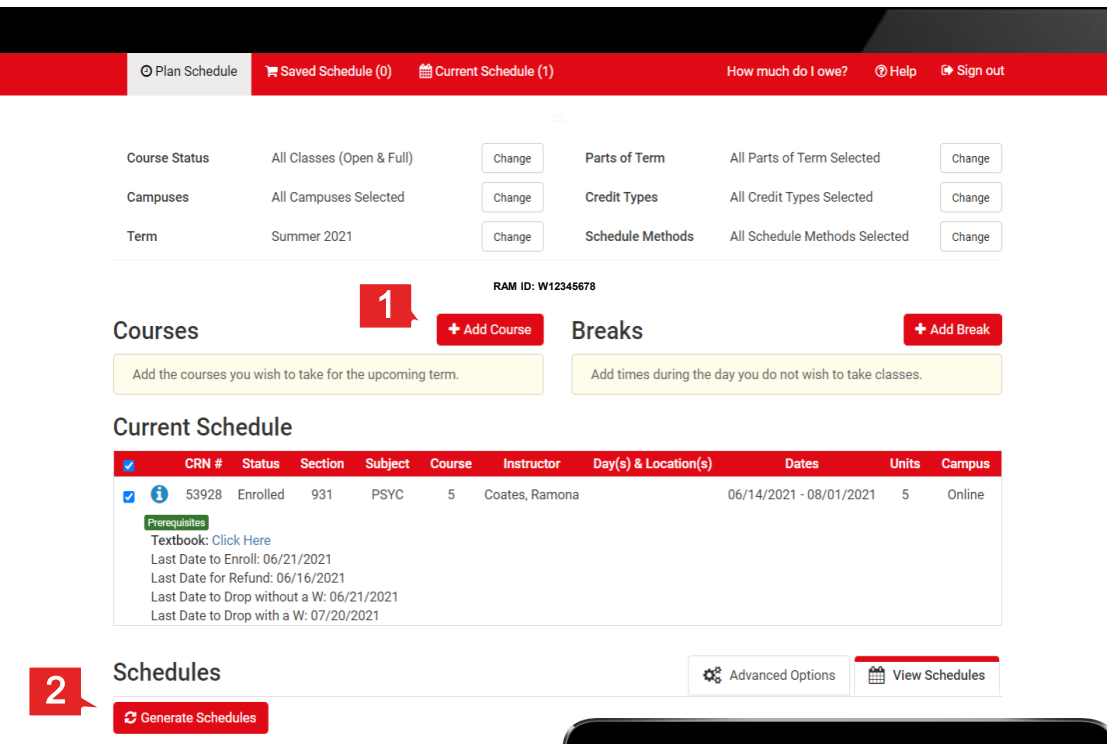 Plan Schedule Saved Schedule (0) Current Schedule (1) How much do I owe? Help Sign out
Course Status All Classes (Open & Full) Change Parts of Term All Parts of Term Selected Change
Campuses All Campuses Selected Change Credit Types All Credit Types Selected Change
Term Summer 2021 Change Schedule Methods All Schedule Methods Selected Change
RAM ID: W12345678
1
Courses + Add Course Breaks + Add Break
Add the courses you wish to take for the upcoming term. Add times during the day you do not wish to take classes.
Current Schedule
CRN # Status Section Subject Course Instructor Day(s) & Location(s) Dates Units Campus
53928 Enrolled 931 PSYC 5 Coates, Ramona 06/14/2021 - 08/01/2021 5 Online
Prerequisites
Textbook: Click Here
Last Date to Enroll: 06/21/2021
Last Date for Refund: 06/16/2021
Last Date to Drop without a W: 06/21/2021
Last Date to Drop with a W: 07/20/2021
Schedules Advanced Options View Schedules
2
Generate Schedules